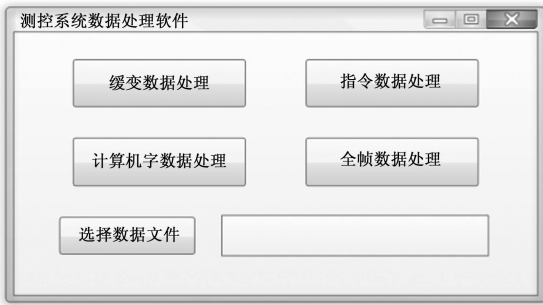 测控系统数据处理软件
缓变数据处理
指令数据处理
计算机字数据处理
全帧数据处理
选择数据文件